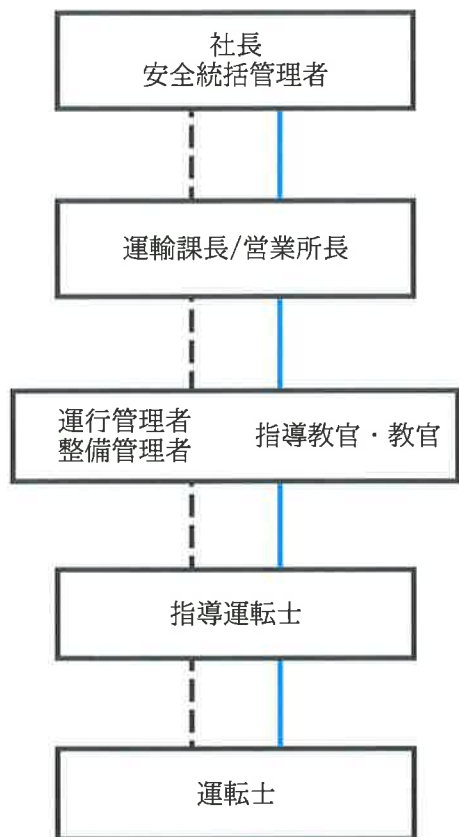 社長
安全統括管理者
運輸課長/営業所長
運行管理者
整備管理者
指導教官・教官
指導運転士
運転士